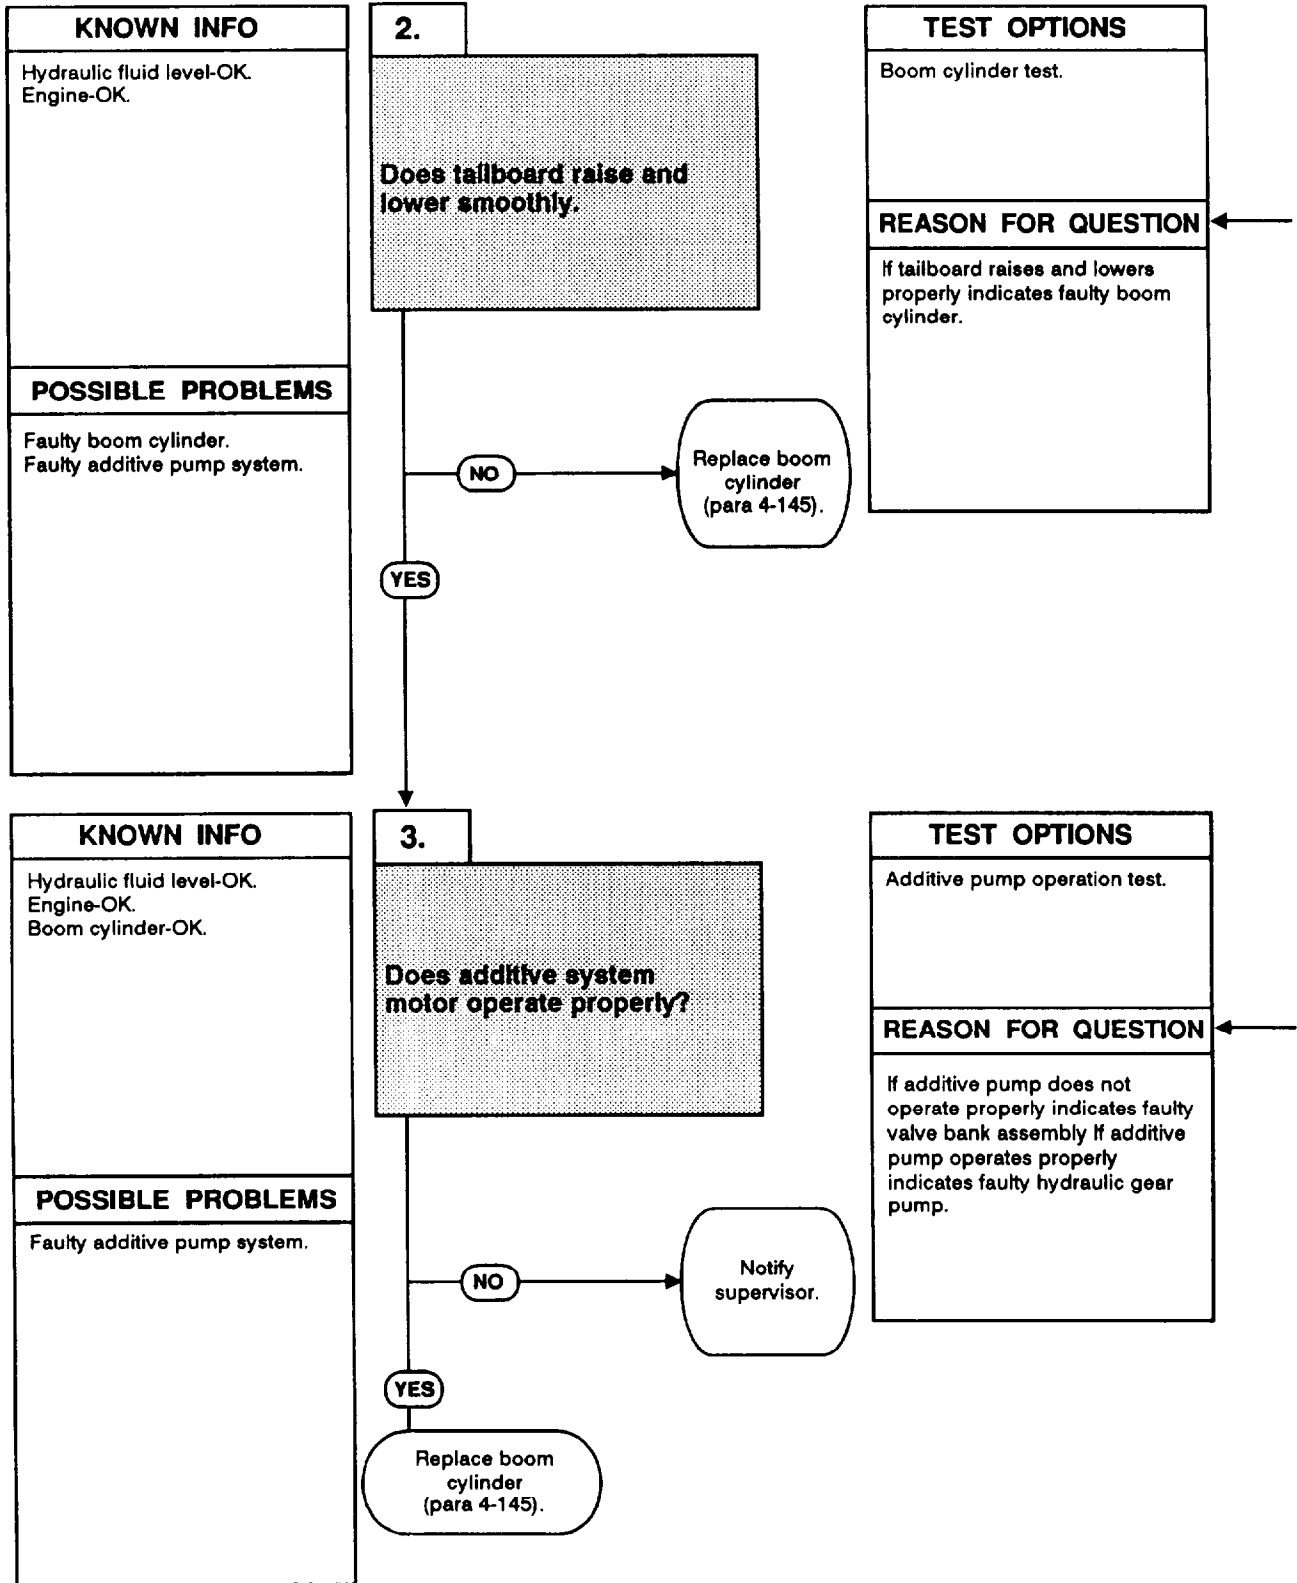 KNOWN INFO
Hydraulic fluid level-OK.
Engine-OK.
POSSIBLE PROBLEMS
Faulty boom cylinder.
Faulty additive pump system.
2.
Does tailboard raise and
lower smoothly.
NO
Replace boom
cylinder
(para 4-145).
YES
TEST OPTIONS
Boom cylinder test.
REASON FOR QUESTION
If tailboard raises and lowers
properly indicates faulty boom
cylinder.
KNOWN INFO
Hydraulic fluid level-OK.
Engine-OK.
Boom cylinder-OK.
POSSIBLE PROBLEMS
Faulty additive pump system.
3.
Does additive system
motor operate properly?
NO
Notify
supervisor.
YES
Replace boom
cylinder
(para 4-145).
TEST OPTIONS
Additive pump operation test.
REASON FOR QUESTION
If additive pump does not
operate properly indicates faulty
valve bank assembly If additive
pump operates properly
indicates faulty hydraulic gear
pump.